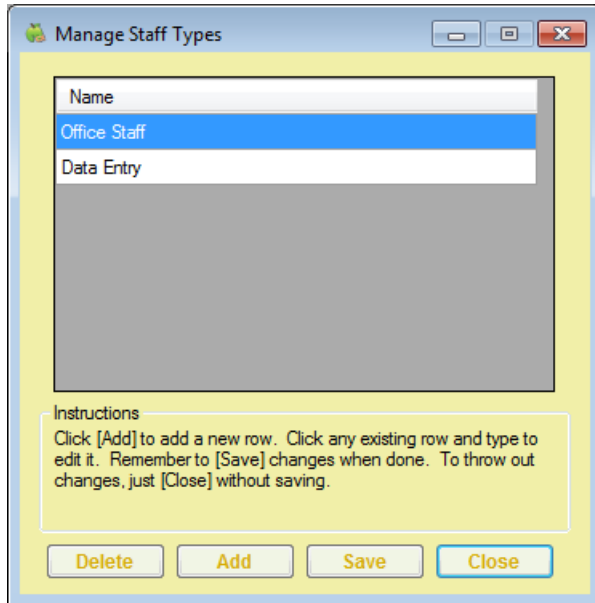 Manage Staff Types
Name
Office Staff
Data Entry
Instructions
Click [Add] to add a new row.  Click any existing row and type to
edit it.  Remember to [Save] changes when done.  To throw out
changes, just [Close] without saving.
Delete Add Save Close